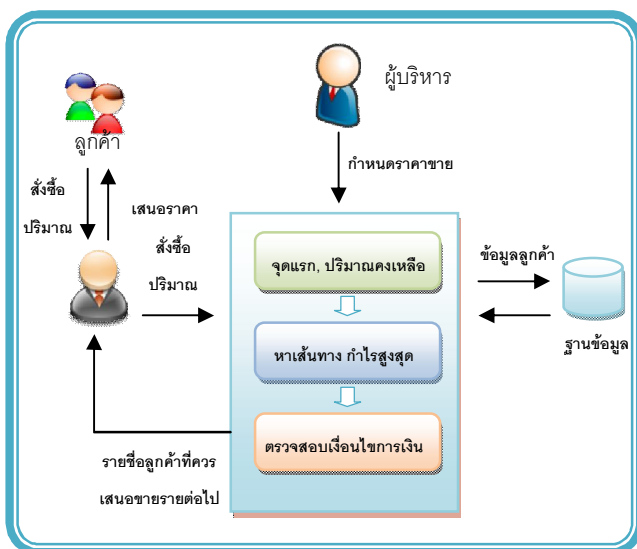 ผู้บริหาร
ลูกค้า
กำหนดราคาขาย
สั่งซื้อ
ปริมาณ
เสนอราคา
สั่งซื้อ
ปริมาณ
จุดแรก, ปริมาณคงเหลือ
ข้อมูลลูกค้า
หาเส้นทาง กำไรสูงสุด
ฐานข้อมูล
ตรวจสอบเงื่อนไขการเงิน
รายชื่อลูกค้าที่ควร
เสนอขายรายต่อไป